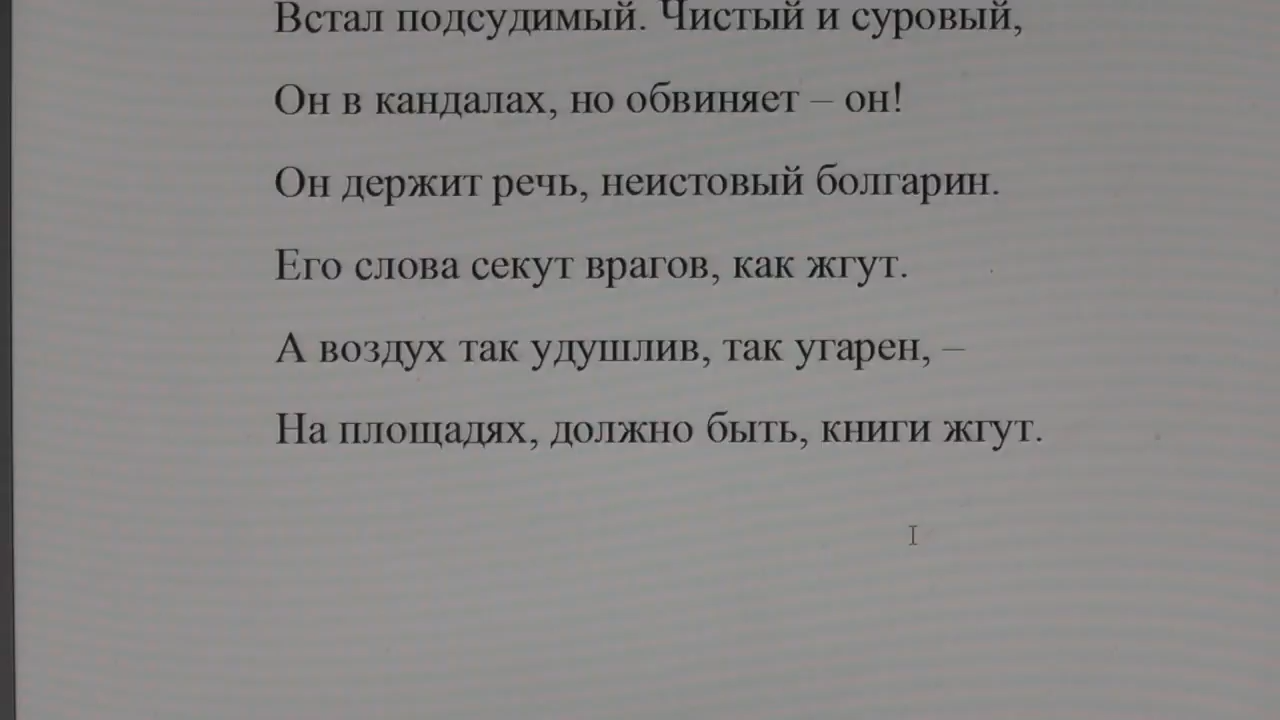 Встал подсудимый. Чистый и суровый,
Он в кандалах, но обвиняет – он!
Он держит речь, неистовый болгарин.
Его слова секут врагов, как жгут.
А воздух так удушлив, так угарен, –
На площадях, должно быть, книги жгут.